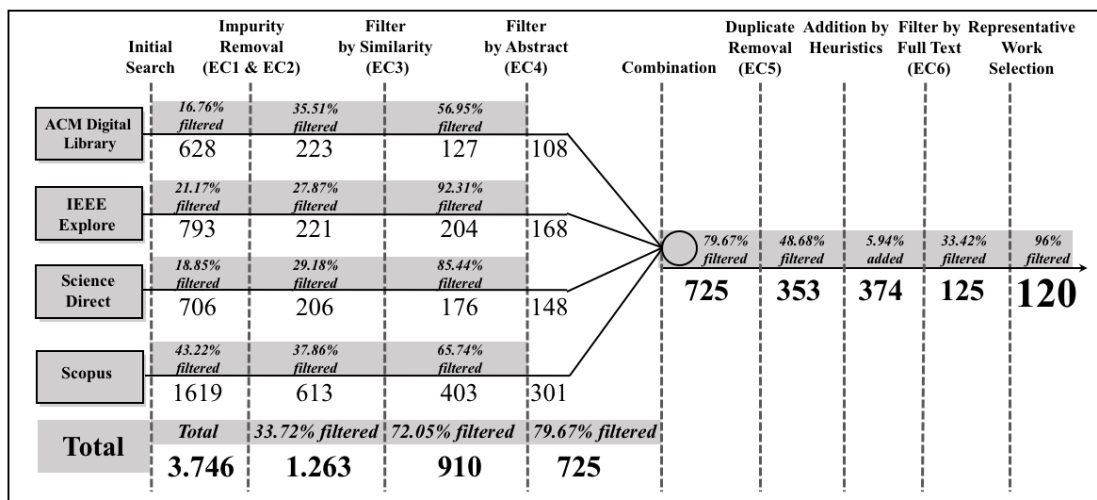 Initial
Search
Impurity
Removal
(EC1 & EC2)
Filter
by Similarity
(EC3)
Filter
by Abstract
(EC4)
Combination
Duplicate
Removal
(EC5)
Addition by
Heuristics
Filter by
Full Text
(EC6)
Representative
Work
Selection
ACM Digital
Library
16.76%
filtered
628
35.51%
filtered
223
56.95%
filtered
127
108
IEEE
Explore
21.17%
filtered
793
27.87%
filtered
221
92.31%
filtered
204
168
Science
Direct
18.85%
filtered
706
29.18%
filtered
206
85.44%
filtered
176
148
Scopus
43.22%
filtered
1619
37.86%
filtered
613
65.74%
filtered
403
301
79.67%
filtered
725
48.68%
filtered
353
5.94%
added
374
33.42%
filtered
125
96%
filtered
120
Total
Total
3.746
33.72% filtered
1.263
72.05% filtered
910
79.67% filtered
725